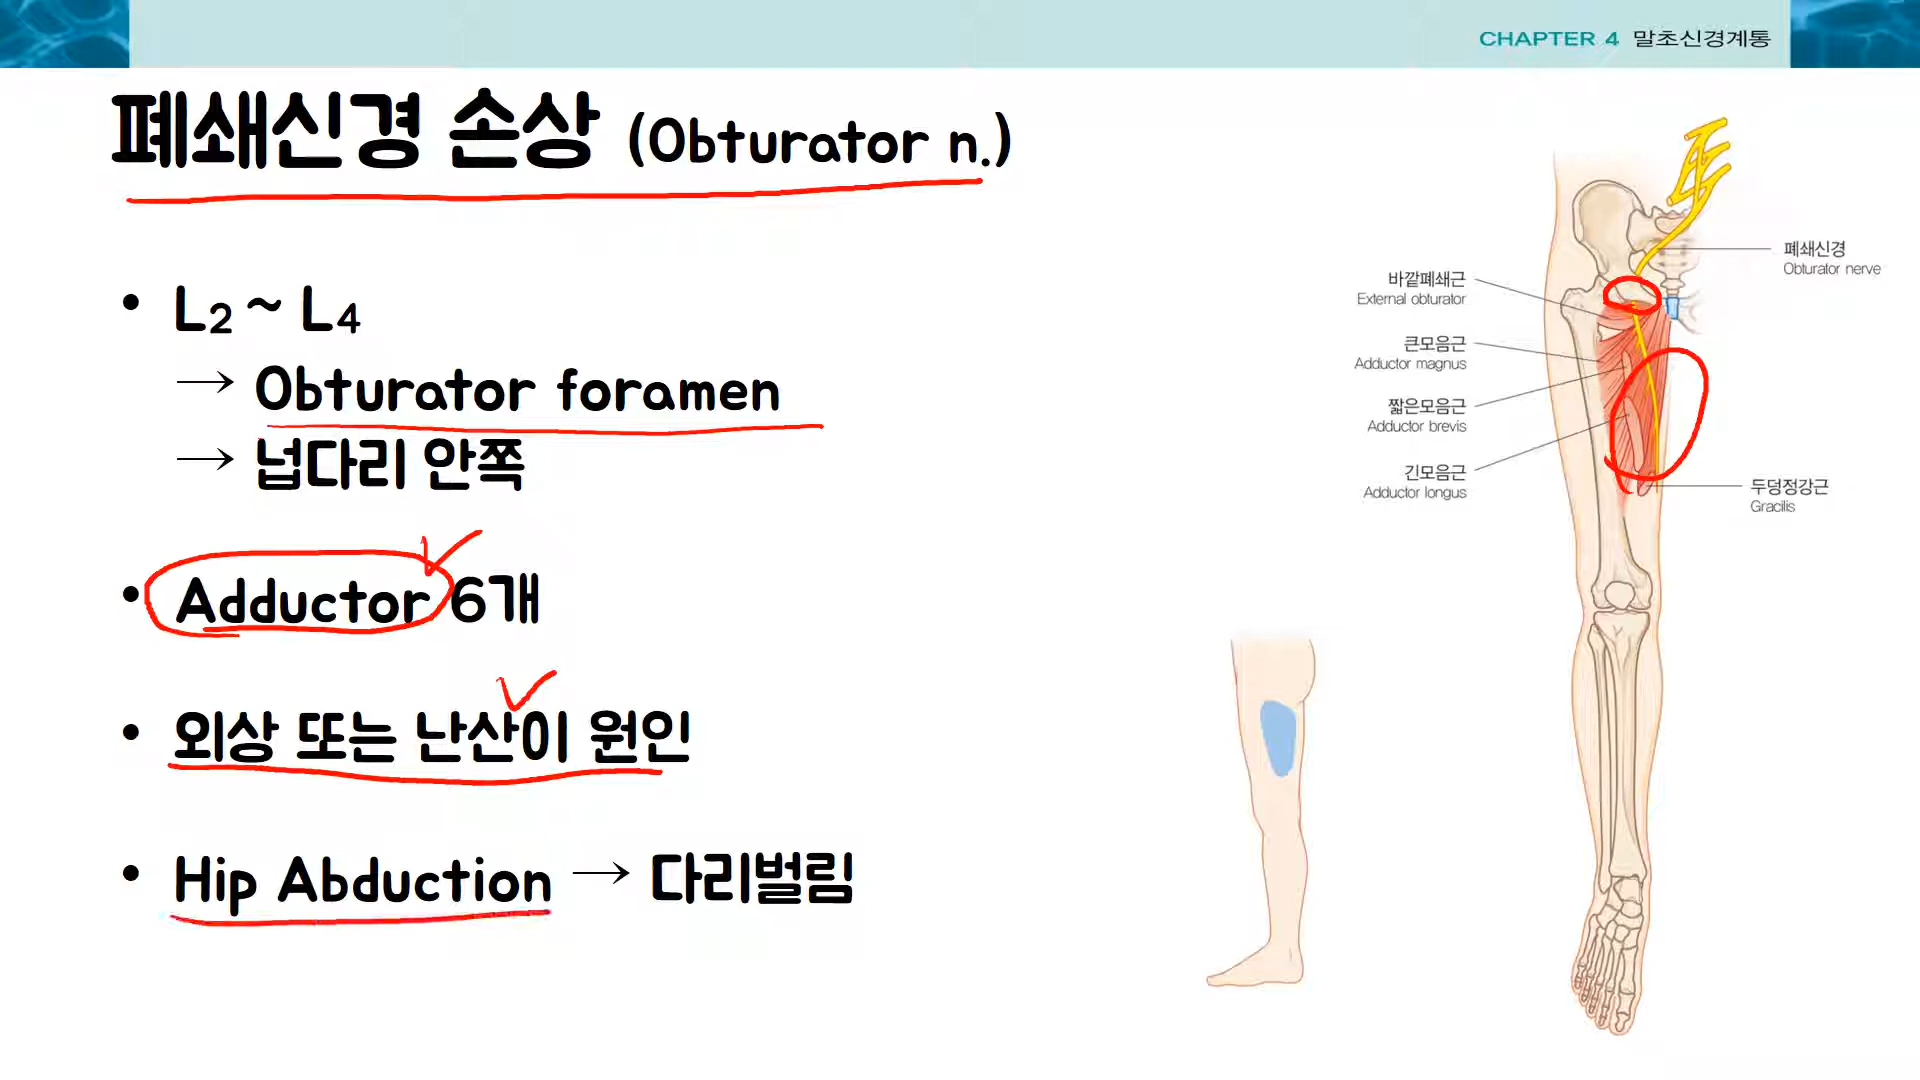 CHAPTER 4 말초신경계통
폐쇄신경 손상 (Obturator n.)
• L₂ ~ L₄
→ Obturator foramen
→ 넙다리 안쪽
• Adductor 6개
• 외상 또는 난산이 원인
• Hip Abduction → 다리벌림
폐쇄신경
Obturator nerve
바깥폐쇄근
External obturator
큰모음근
Adductor magnus
짧은모음근
Adductor brevis
긴모음근
Adductor longus
두덩정강근
Gracilis